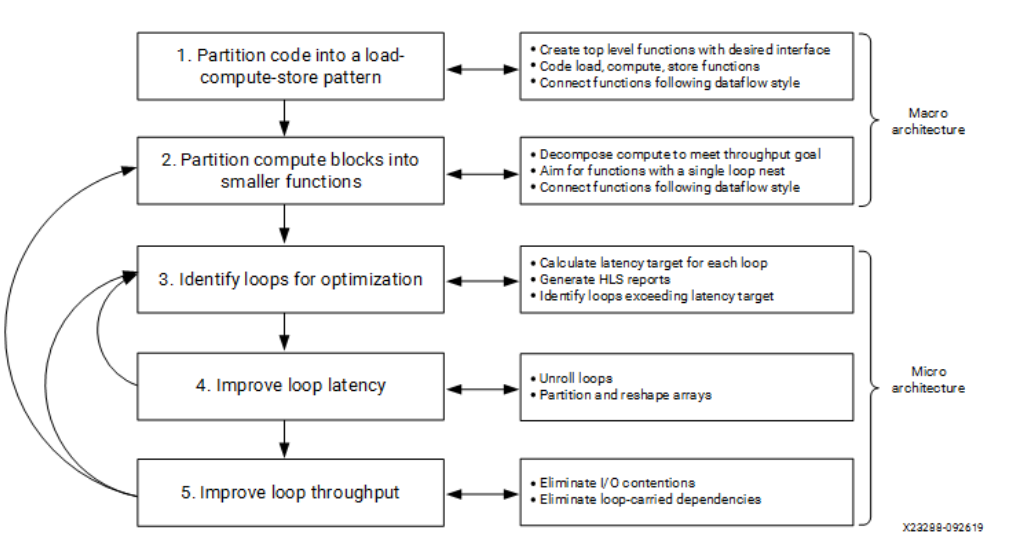 1. Partition code into a load-
compute-store pattern
• Create top level functions with desired interface
• Code load, compute, store functions
• Connect functions following dataflow style
Macro
architecture
2. Partition compute blocks into
smaller functions
• Decompose compute to meet throughput goal
• Aim for functions with a single loop nest
• Connect functions following dataflow style
3. Identify loops for optimization
• Calculate latency target for each loop
• Generate HLS reports
• Identify loops exceeding latency target
4. Improve loop latency
• Unroll loops
• Partition and reshape arrays
Micro
architecture
5. Improve loop throughput
• Eliminate I/O contentions
• Eliminate loop-carried dependencies
X23288-092619